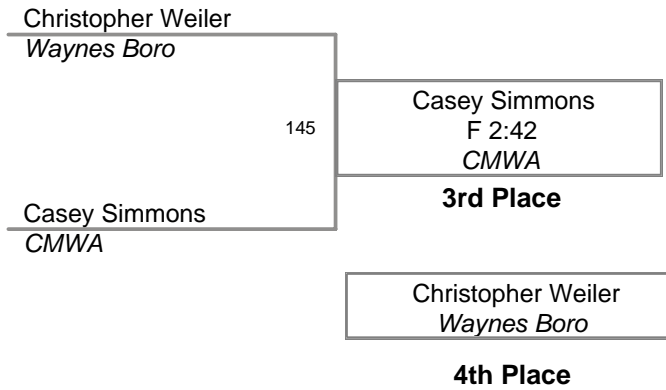 Christopher Weiler
Waynes Boro
145
Casey Simmons
F 2:42
CMWA
3rd Place
Casey Simmons
CMWA
Christopher Weiler
Waynes Boro
4th Place